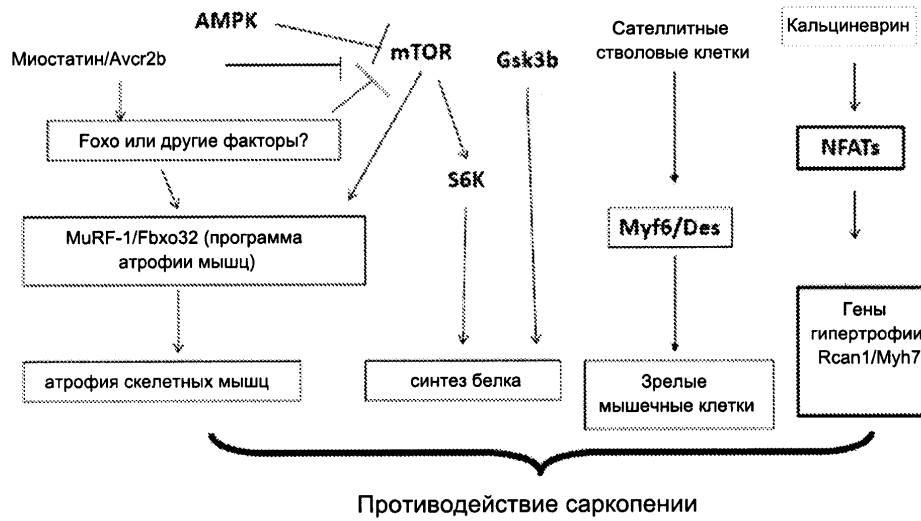 AMPK
Миостатин/Avcr2b
mTOR
Gsk3b
Сателлитные
стволовые клетки
Кальциневрин
Foxo или другие факторы?
S6K
NFATs
MuRF-1/Fbxo32 (программа
атрофии мышц)
Myf6/Des
Гены
гипертрофии
Rcan1/Myh7
атрофия скелетных мышц
синтез белка
Зрелые
мышечные клетки
Противодействие саркопении